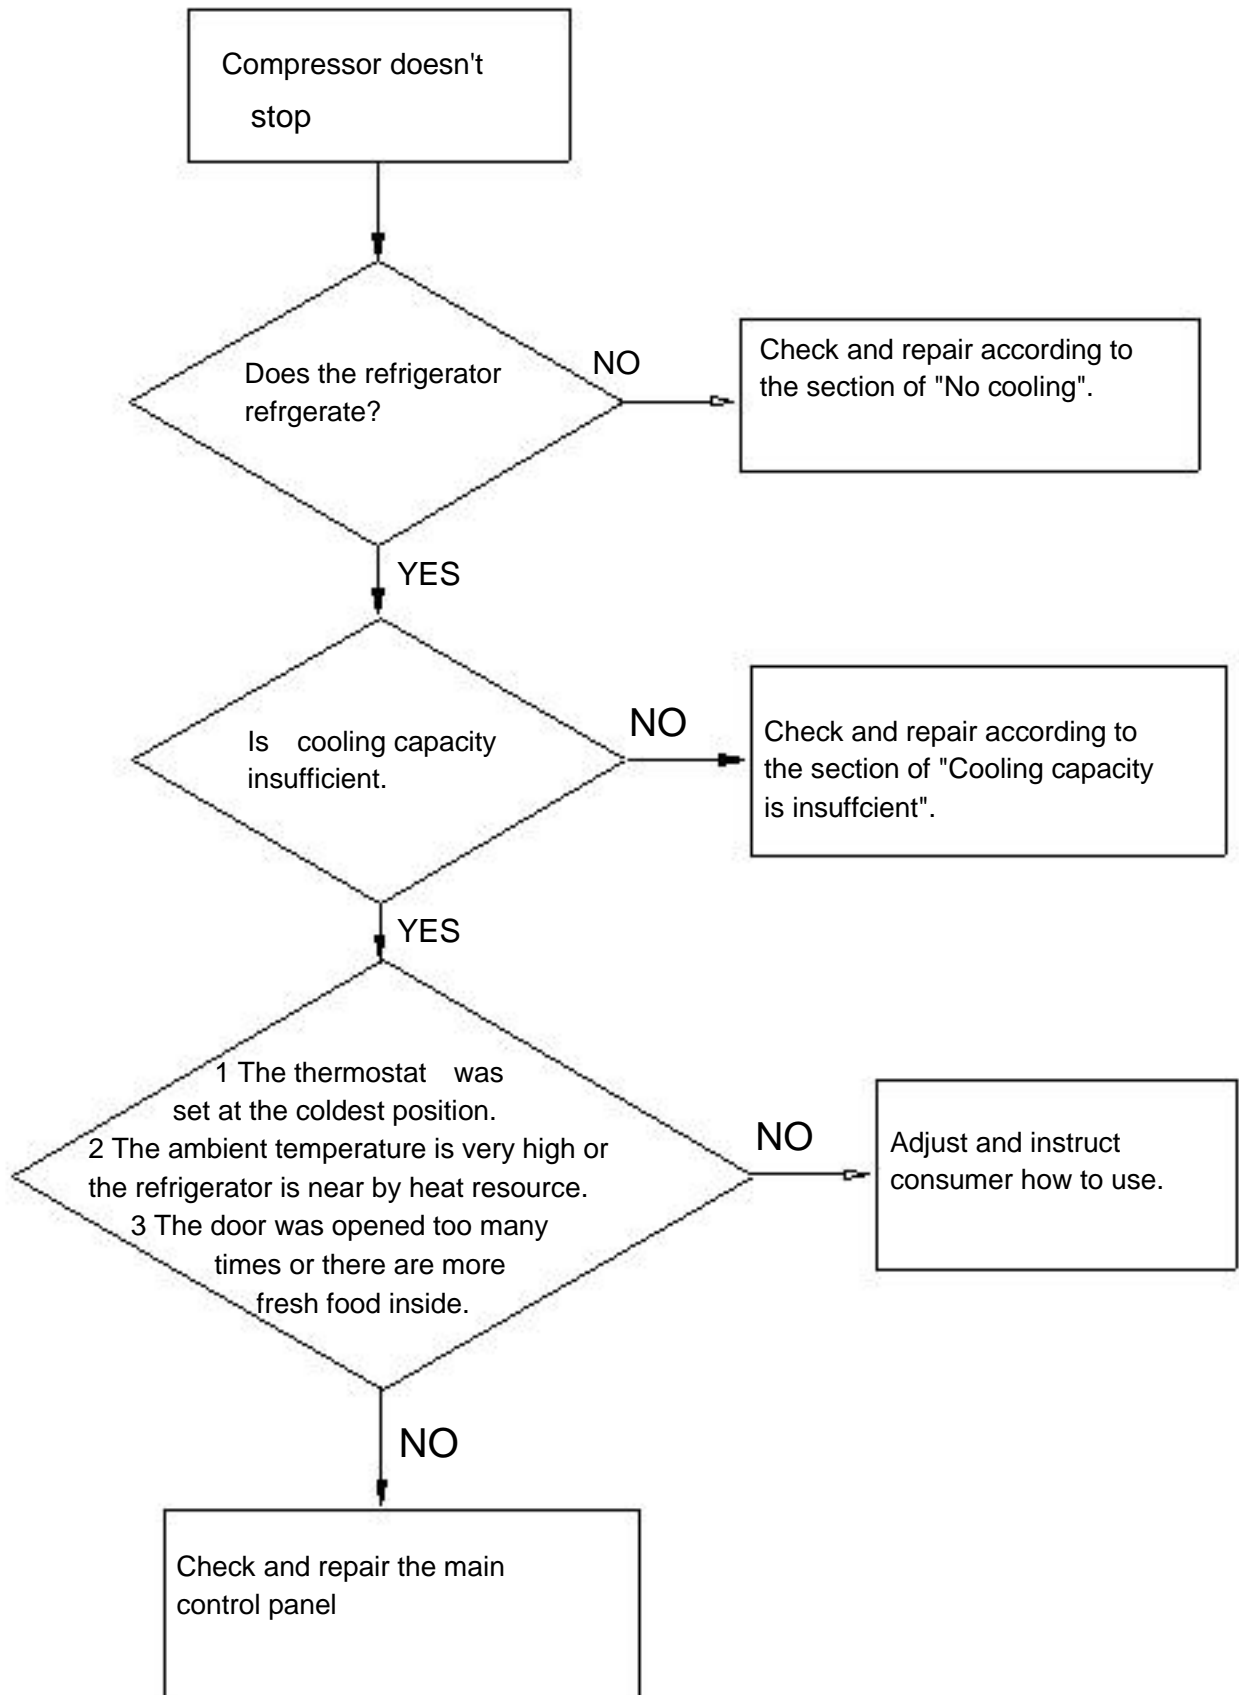 Compressor doesn't
stop
Does the refrigerator
refrgerate?
NO
Check and repair according to
the section of "No cooling".
YES
Is cooling capacity
insufficient.
NO
Check and repair according to
the section of "Cooling capacity
is insuffcient".
YES
1 The thermostat was
set at the coldest position.
2 The ambient temperature is very high or
the refrigerator is near by heat resource.
3 The door was opened too many
times or there are more
fresh food inside.
NO
Adjust and instruct
consumer how to use.
NO
Check and repair the main
control panel